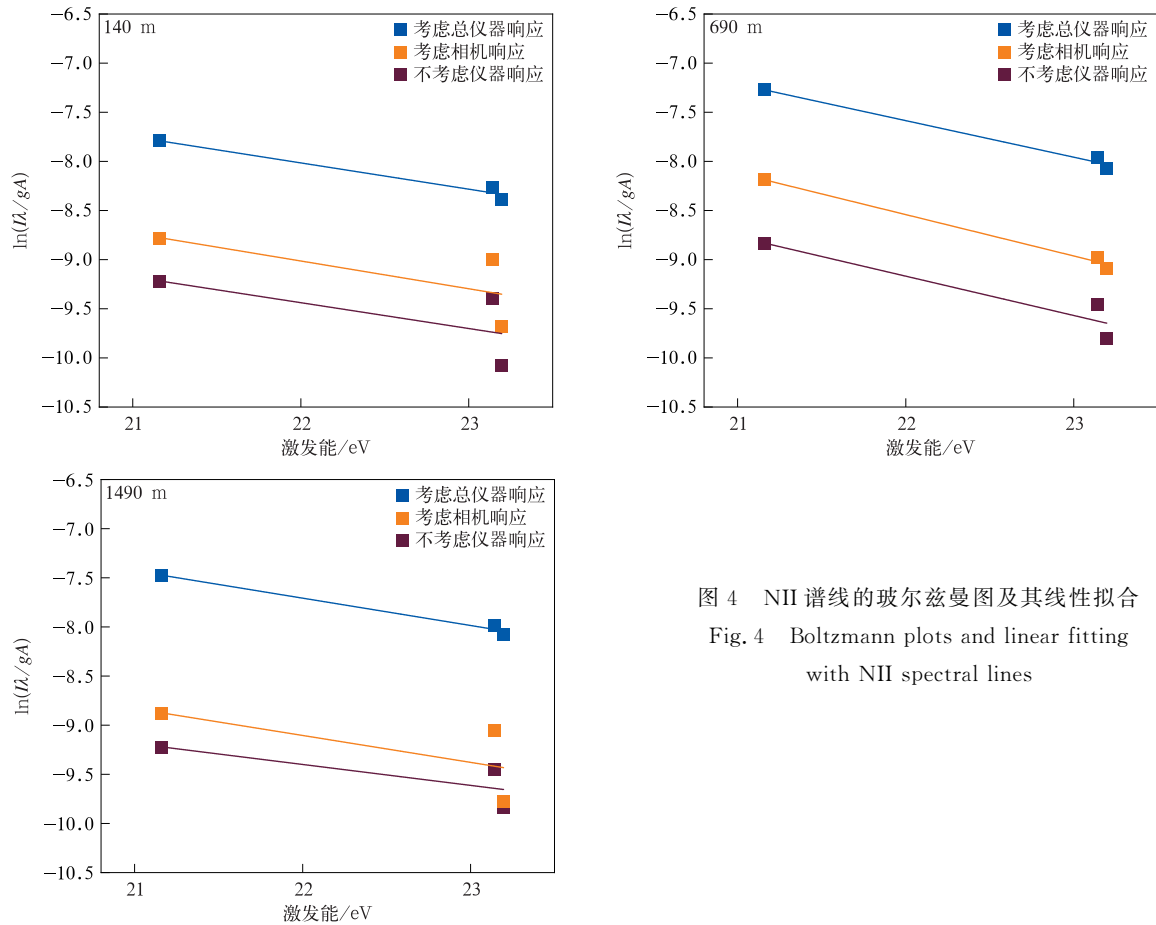 140 m
考虑总仪器响应
考虑相机响应
不考虑仪器响应
−6.5
−7.0
−7.5
−8.0
−8.5
−9.0
−9.5
−10.0
−10.5
ln(Iλ/gA)
21
22
23
激发能/eV
690 m
考虑总仪器响应
考虑相机响应
不考虑仪器响应
−6.5
−7.0
−7.5
−8.0
−8.5
−9.0
−9.5
−10.0
−10.5
ln(Iλ/gA)
21
22
23
激发能/eV
1490 m
考虑总仪器响应
考虑相机响应
不考虑仪器响应
−6.5
−7.0
−7.5
−8.0
−8.5
−9.0
−9.5
−10.0
−10.5
ln(Iλ/gA)
21
22
23
激发能/eV
图 4 NII 谱线的玻尔兹曼图及其线性拟合
Fig. 4 Boltzmann plots and linear fitting
with NII spectral lines